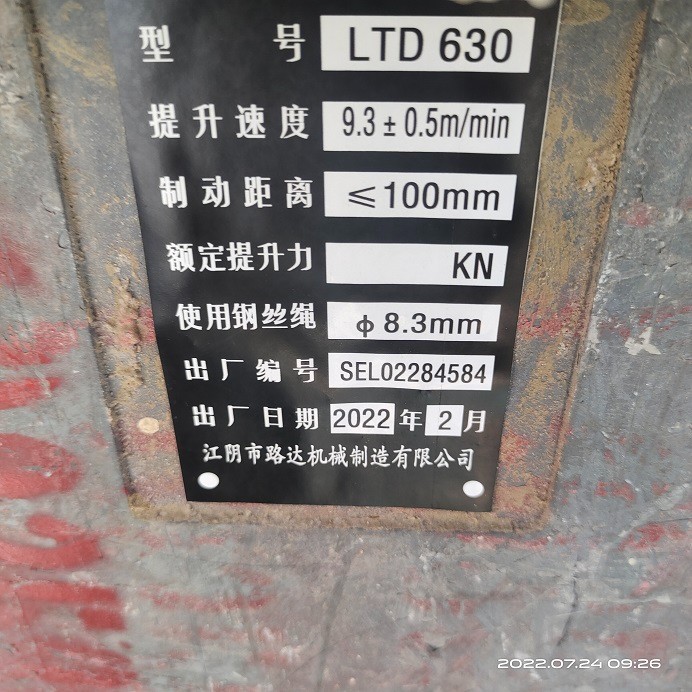 型 号 LTD 630
提升速度 9.3 ± 0.5m/min
制动距离 ≤100mm
额定提升力 KN
使用钢丝绳 ф 8.3mm
出厂编号 SEL02284584
出厂日期 2022 年 2 月
江阴市路达机械制造有限公司
2022.07.24 09:26